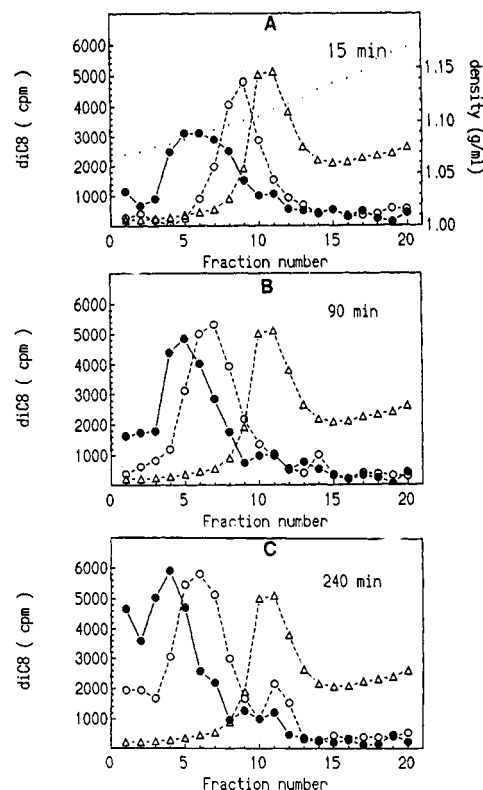 A
15 min
6000
5000
4000
3000
2000
1000
diC8 ( cpm )
1.15
1.10
1.05
1.00
density (g/ml)
0 5 10 15 20
Fraction number
B
90 min
6000
5000
4000
3000
2000
1000
diC8 ( cpm )
0 5 10 15 20
Fraction number
C
240 min
6000
5000
4000
3000
2000
1000
diC8 ( cpm )
0 5 10 15 20
Fraction number